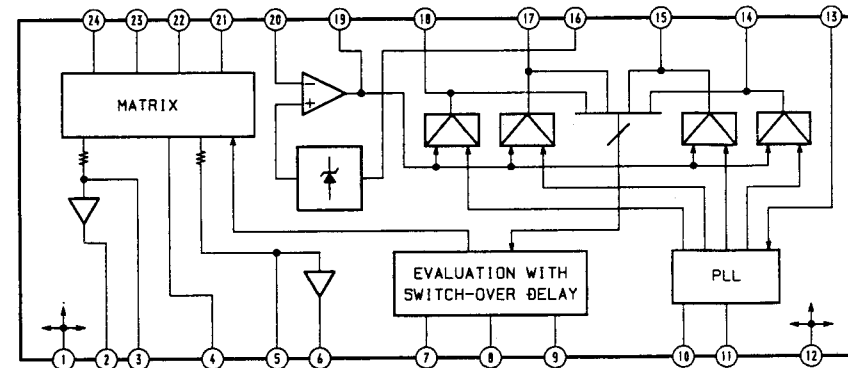 24 23 22 21 20 19 18 17 16 15 14 13
MATRIX
−
+
EVALUATION WITH
SWITCH-OVER DELAY
PLL
1 2 3 4 5 6 7 8 9 10 11 12